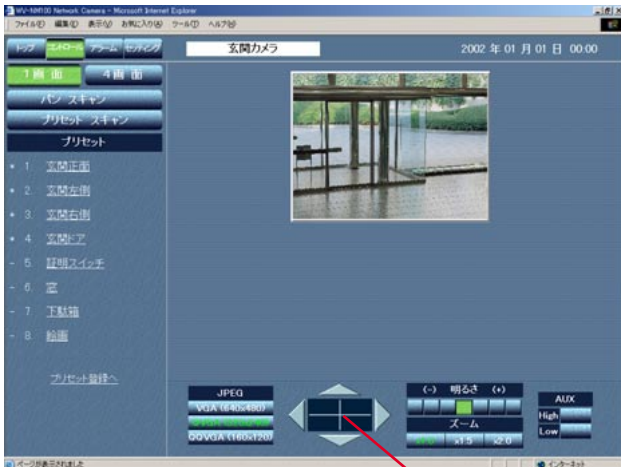 WV-NM100 Network Camera - Microsoft Internet Explorer
ファイル(F) 編集(E) 表示(V) お気に入り(A) ツール(T) ヘルプ(H)
トップ コントロール アラーム セッティング 玄関カメラ 2002 年 01 月 01 日 00:00
1 画 面 4 画 面
パン スキャン
プリセット スキャン
プリセット
1. 玄関正面
2. 玄関左側
3. 玄関右側
4. 玄関ドア
5. 証明スイッチ
6. 窓
7. 下駄箱
8. 絵画
プリセット登録へ
JPEG
VGA (640x480)
QQVGA (160x120)
(-) 明るさ (+)
ズーム
x1.5 x2.0
AUX
High
Low
ページが表示されました インターネット